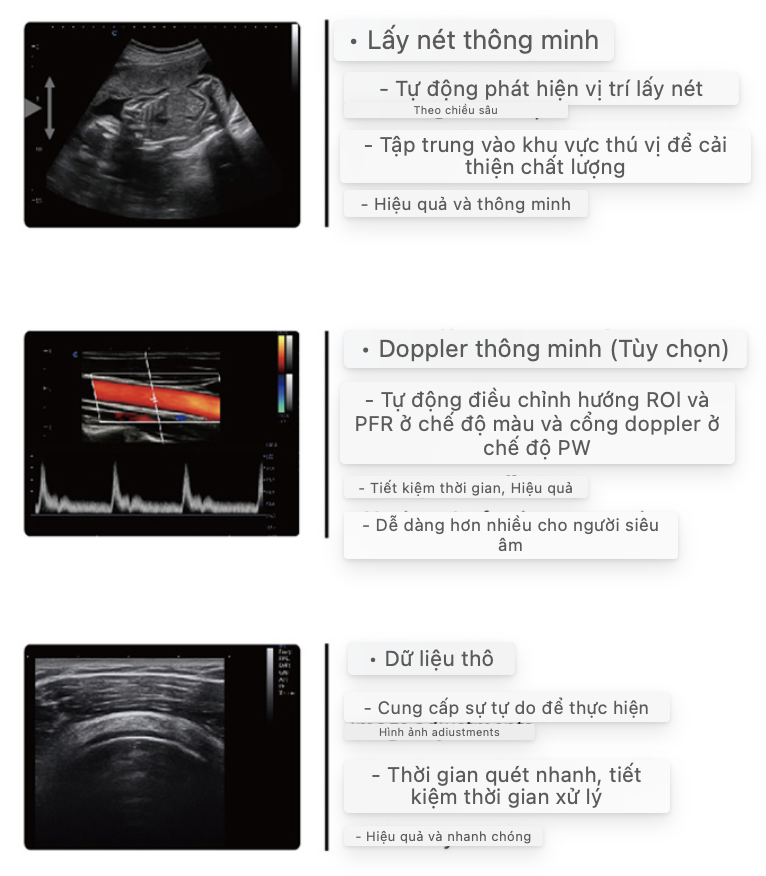 • Lấy nét thông minh
- Tự động phát hiện vị trí lấy nét
Theo chiều sâu
- Tập trung vào khu vực thú vị để cải
thiện chất lượng
- Hiệu quả và thông minh
• Doppler thông minh (Tùy chọn)
- Tự động điều chỉnh hướng ROl và
PFR ở chế độ màu và cổng doppler ở
chế độ PW
- Tiết kiệm thời gian, Hiệu quả
- Dễ dàng hơn nhiều cho người siêu
âm
• Dữ liệu thô
- Cung cấp sự tự do để thực hiện
Hình ảnh adiustments
- Thời gian quét nhanh, tiết
kiệm thời gian xử lý
- Hiệu quả và nhanh chóng